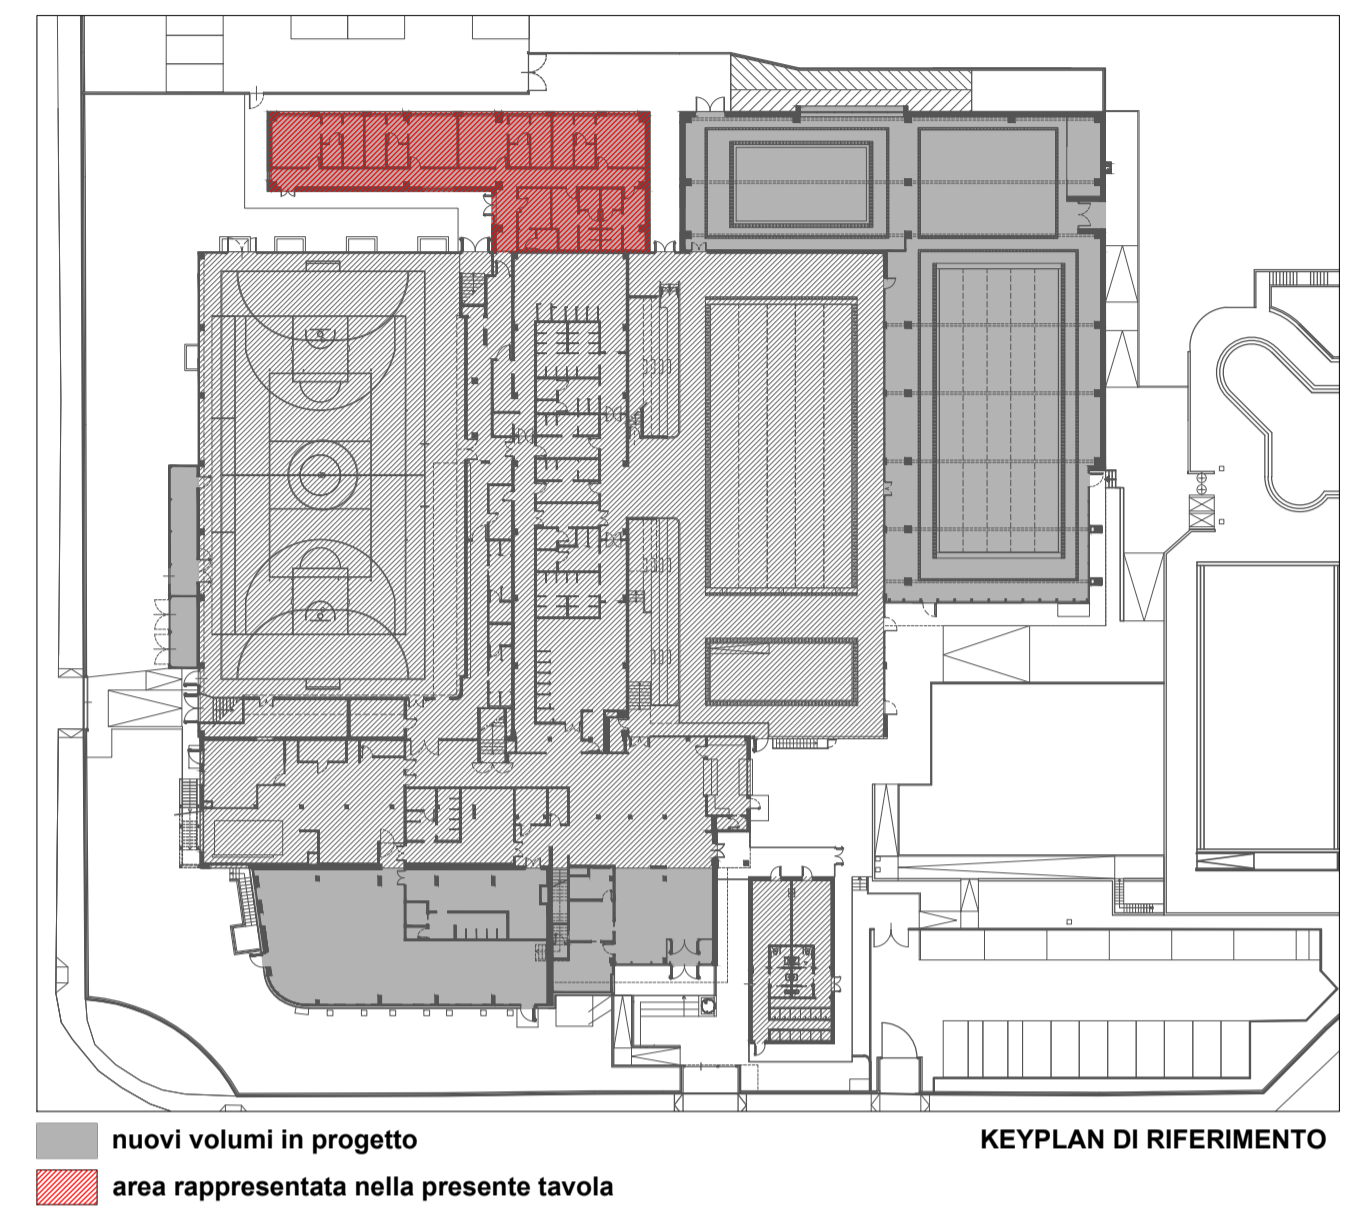 nuovi volumi in progetto
KEYPLAN DI RIFERIMENTO
area rappresentata nella presente tavola